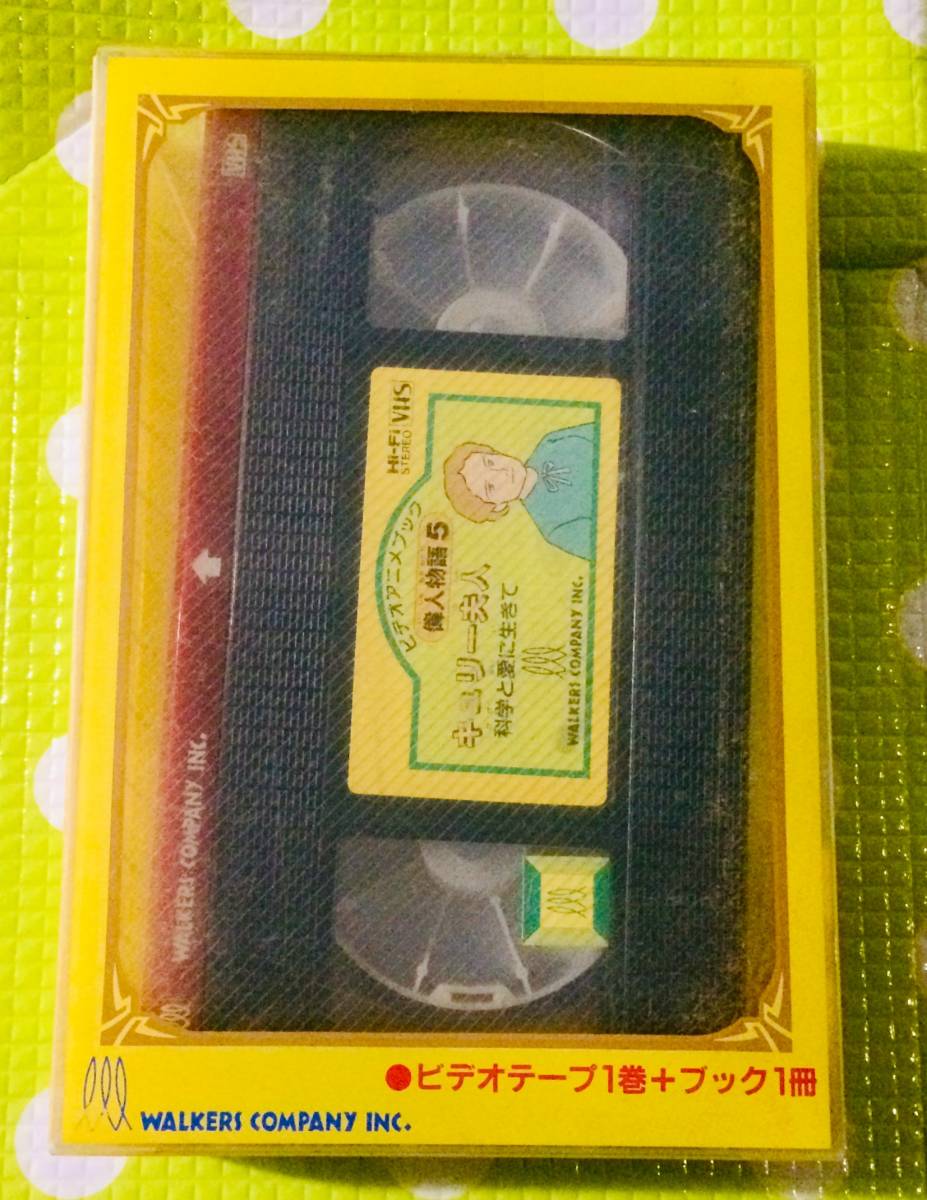 VHS
WALKERS COMPANY INC.
Hi-Fi VHS
STEREO
ビデオアニメブック
偉人物語 5
キュリー夫人
科学と愛に生きて
WALKERS COMPANY INC.
●ビデオテープ1巻+ブック1冊
WALKERS COMPANY INC.